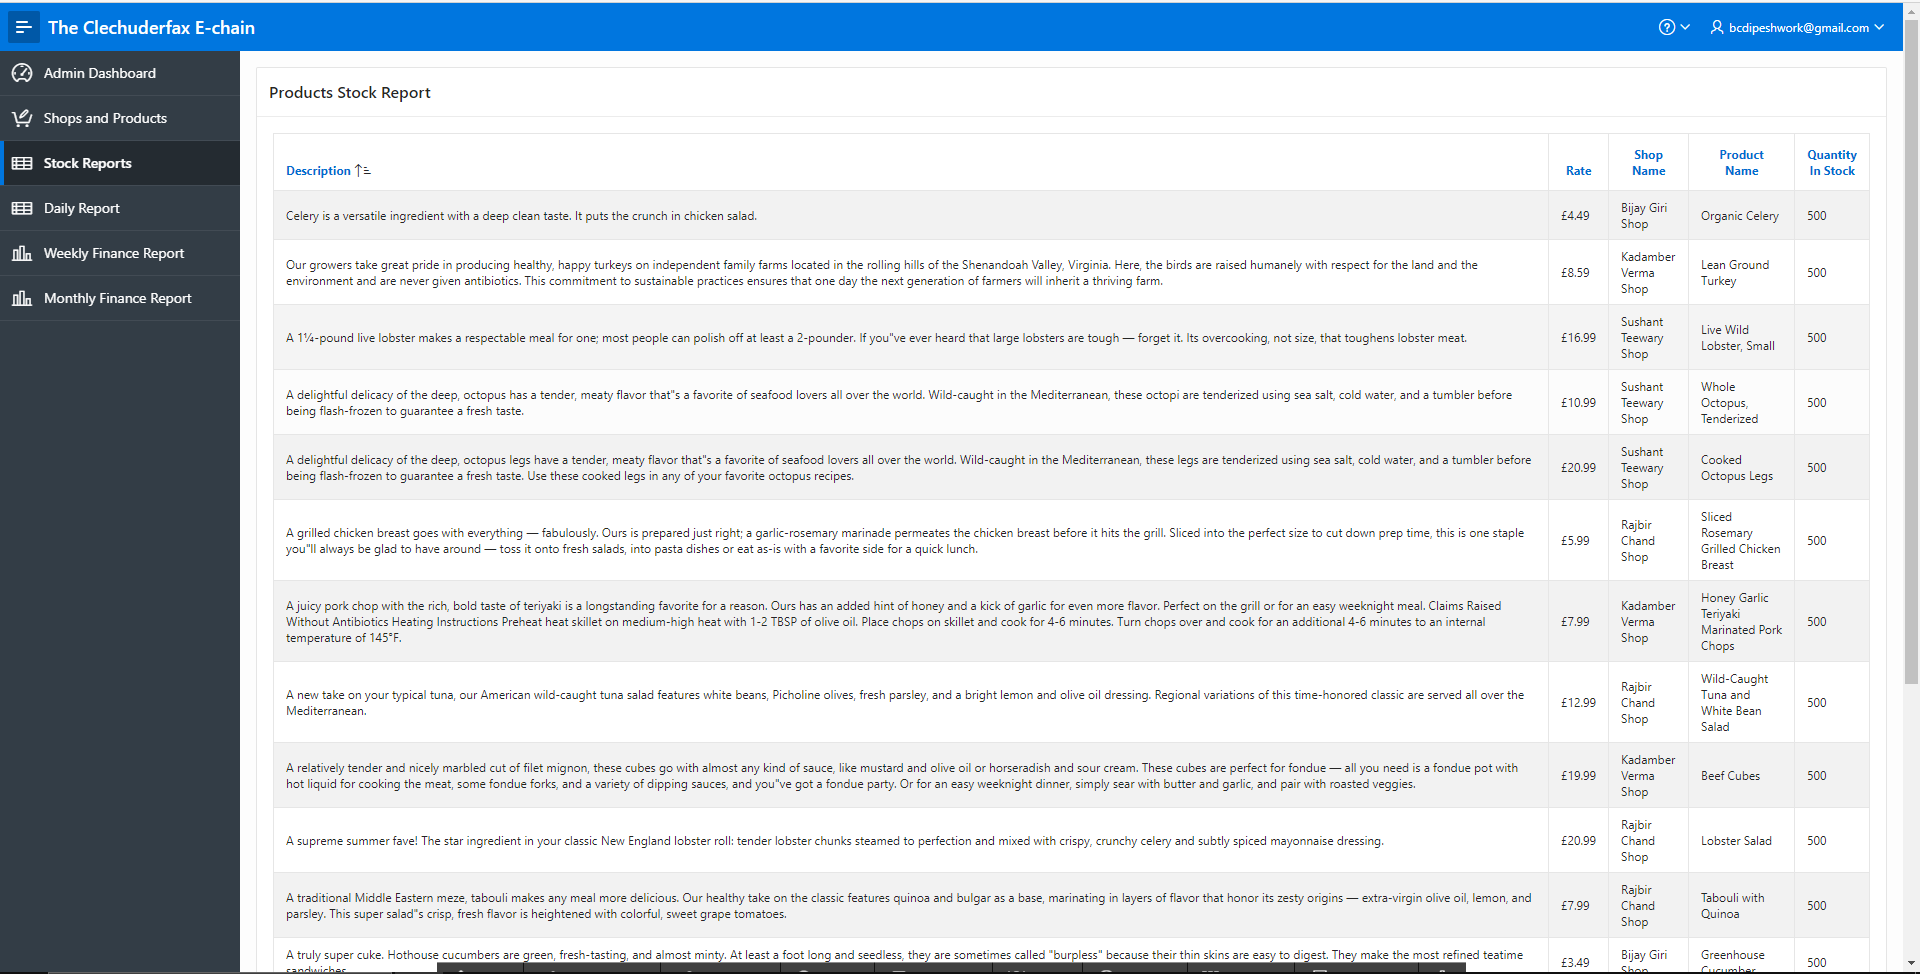 The Clechuderfax E-chain
bcdipeshwork@gmail.com
Admin Dashboard
Shops and Products
Stock Reports
Daily Report
Weekly Finance Report
Monthly Finance Report
Products Stock Report
Description
Rate
Shop
Name
Product
Name
Quantity
In Stock
Celery is a versatile ingredient with a deep clean taste. It puts the crunch in chicken salad.
£4.49
Bijay Giri
Shop
Organic Celery
500
Our growers take great pride in producing healthy, happy turkeys on independent family farms located in the rolling hills of the Shenandoah Valley, Virginia. Here, the birds are raised humanely with respect for the land and the
environment and are never given antibiotics. This commitment to sustainable practices ensures that one day the next generation of farmers will inherit a thriving farm.
£8.59
Kadamber
Verma
Shop
Lean Ground
Turkey
500
A 1¼-pound live lobster makes a respectable meal for one; most people can polish off at least a 2-pounder. If you"ve ever heard that large lobsters are tough — forget it. Its overcooking, not size, that toughens lobster meat.
£16.99
Sushant
Teewary
Shop
Live Wild
Lobster, Small
500
A delightful delicacy of the deep, octopus has a tender, meaty flavor that"s a favorite of seafood lovers all over the world. Wild-caught in the Mediterranean, these octopi are tenderized using sea salt, cold water, and a tumbler before
being flash-frozen to guarantee a fresh taste.
£10.99
Sushant
Teewary
Shop
Whole
Octopus,
Tenderized
500
A delightful delicacy of the deep, octopus legs have a tender, meaty flavor that"s a favorite of seafood lovers all over the world. Wild-caught in the Mediterranean, these legs are tenderized using sea salt, cold water, and a tumbler before
being flash-frozen to guarantee a fresh taste. Use these cooked legs in any of your favorite octopus recipes.
£20.99
Sushant
Teewary
Shop
Cooked
Octopus Legs
500
A grilled chicken breast goes with everything — fabulously. Ours is prepared just right; a garlic-rosemary marinade permeates the chicken breast before it hits the grill. Sliced into the perfect size to cut down prep time, this is one staple
you"ll always be glad to have around — toss it onto fresh salads, into pasta dishes or eat as-is with a favorite side for a quick lunch.
£5.99
Rajbir
Chand
Shop
Sliced
Rosemary
Grilled Chicken
Breast
500
A juicy pork chop with the rich, bold taste of teriyaki is a longstanding favorite for a reason. Ours has an added hint of honey and a kick of garlic for even more flavor. Perfect on the grill or for an easy weeknight meal. Claims Raised
Without Antibiotics Heating Instructions Preheat heat skillet on medium-high heat with 1-2 TBSP of olive oil. Place chops on skillet and cook for 4-6 minutes. Turn chops over and cook for an additional 4-6 minutes to an internal
temperature of 145°F.
£7.99
Kadamber
Verma
Shop
Honey Garlic
Teriyaki
Marinated Pork
Chops
500
A new take on your typical tuna, our American wild-caught tuna salad features white beans, Picholine olives, fresh parsley, and a bright lemon and olive oil dressing. Regional variations of this time-honored classic are served all over the
Mediterranean.
£12.99
Rajbir
Chand
Shop
Wild-Caught
Tuna and
White Bean
Salad
500
A relatively tender and nicely marbled cut of filet mignon, these cubes go with almost any kind of sauce, like mustard and olive oil or horseradish and sour cream. These cubes are perfect for fondue — all you need is a fondue pot with
hot liquid for cooking the meat, some fondue forks, and a variety of dipping sauces, and you"ve got a fondue party. Or for an easy weeknight dinner, simply sear with butter and garlic, and pair with roasted veggies.
£19.99
Kadamber
Verma
Shop
Beef Cubes
500
A supreme summer fave! The star ingredient in your classic New England lobster roll: tender lobster chunks steamed to perfection and mixed with crispy, crunchy celery and subtly spiced mayonnaise dressing.
£20.99
Rajbir
Chand
Shop
Lobster Salad
500
A traditional Middle Eastern meze, tabouli makes any meal more delicious. Our healthy take on the classic features quinoa and bulgar as a base, marinating in layers of flavor that honor its zesty origins — extra-virgin olive oil, lemon, and
parsley. This super salad"s crisp, fresh flavor is heightened with colorful, sweet grape tomatoes.
£7.99
Rajbir
Chand
Shop
Tabouli with
Quinoa
500
A truly super cuke. Hothouse cucumbers are green, fresh-tasting, and almost minty. At least a foot long and seedless, they are sometimes called "burpless" because their thin skins are easy to digest. They make the most refined teatime
sandwiches
£3.49
Bijay Giri
Shop
Greenhouse
Cucumber
500